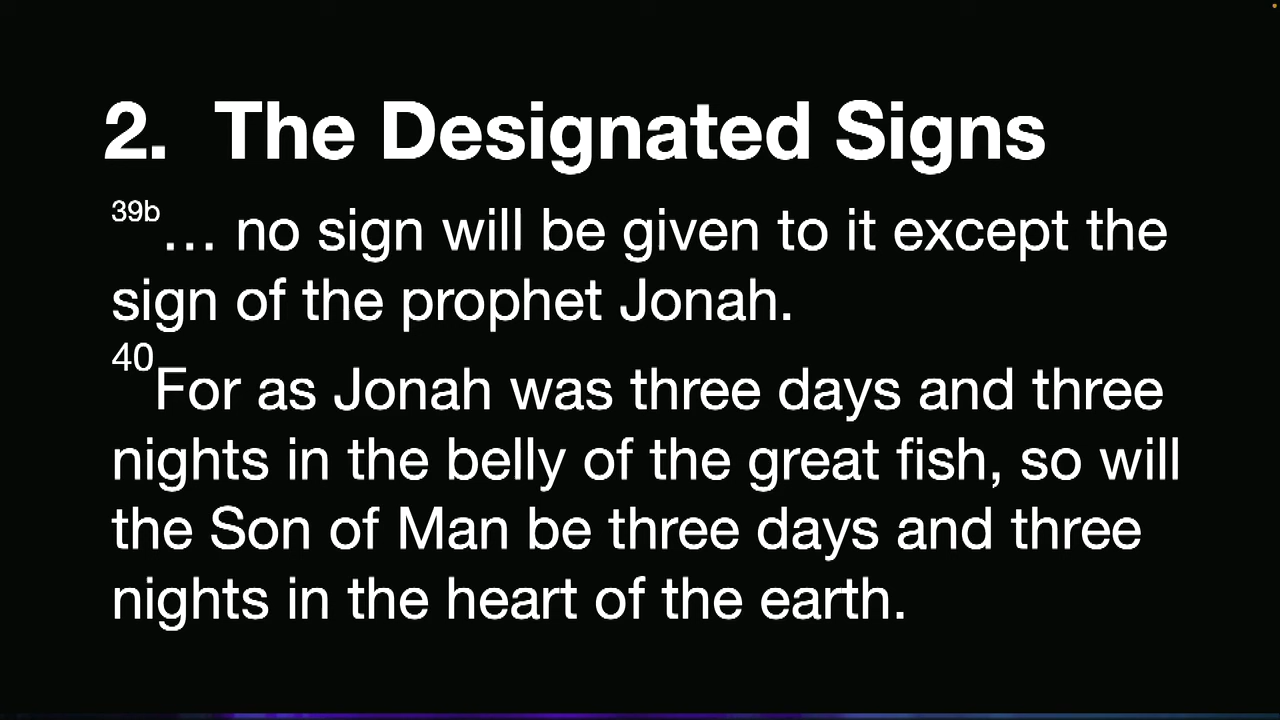 2. The Designated Signs
39b... no sign will be given to it except the
sign of the prophet Jonah.
40For as Jonah was three days and three
nights in the belly of the great fish, so will
the Son of Man be three days and three
nights in the heart of the earth.